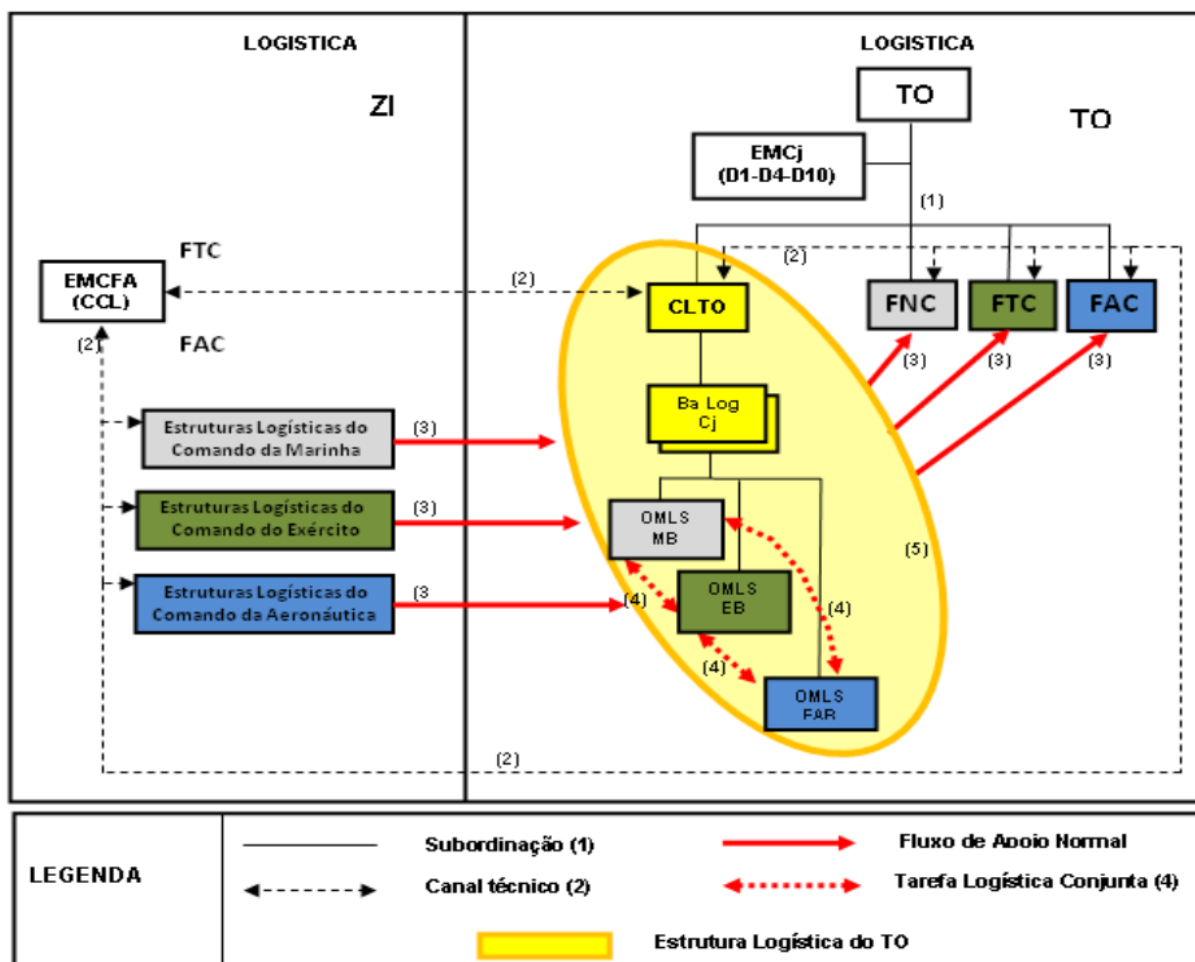 LOGISTICA
ZI
FTC
EMCFA
(CCL)
(2)
FAC
(2)
Estruturas Logísticas do
Comando da Marinha
(3)
Estruturas Logísticas do
Comando do Exército
(3)
Estruturas Logísticas do
Comando da Aeronáutica
(3
LOGISTICA
TO
TO
EMCj
(D1-D4-D10)
(1)
(2)
CLTO
FNC
FTC
FAC
(3)
(3)
(3)
Ba Log
Cj
OMLS
MB
(5)
OMLS
EB
(4)
(4)
(4)
OMLS
FAB
(2)
LEGENDA
Subordinação (1)
Fluxo de Apoio Normal
Canal técnico (2)
Tarefa Logística Conjunta (4)
Estrutura Logística do TO